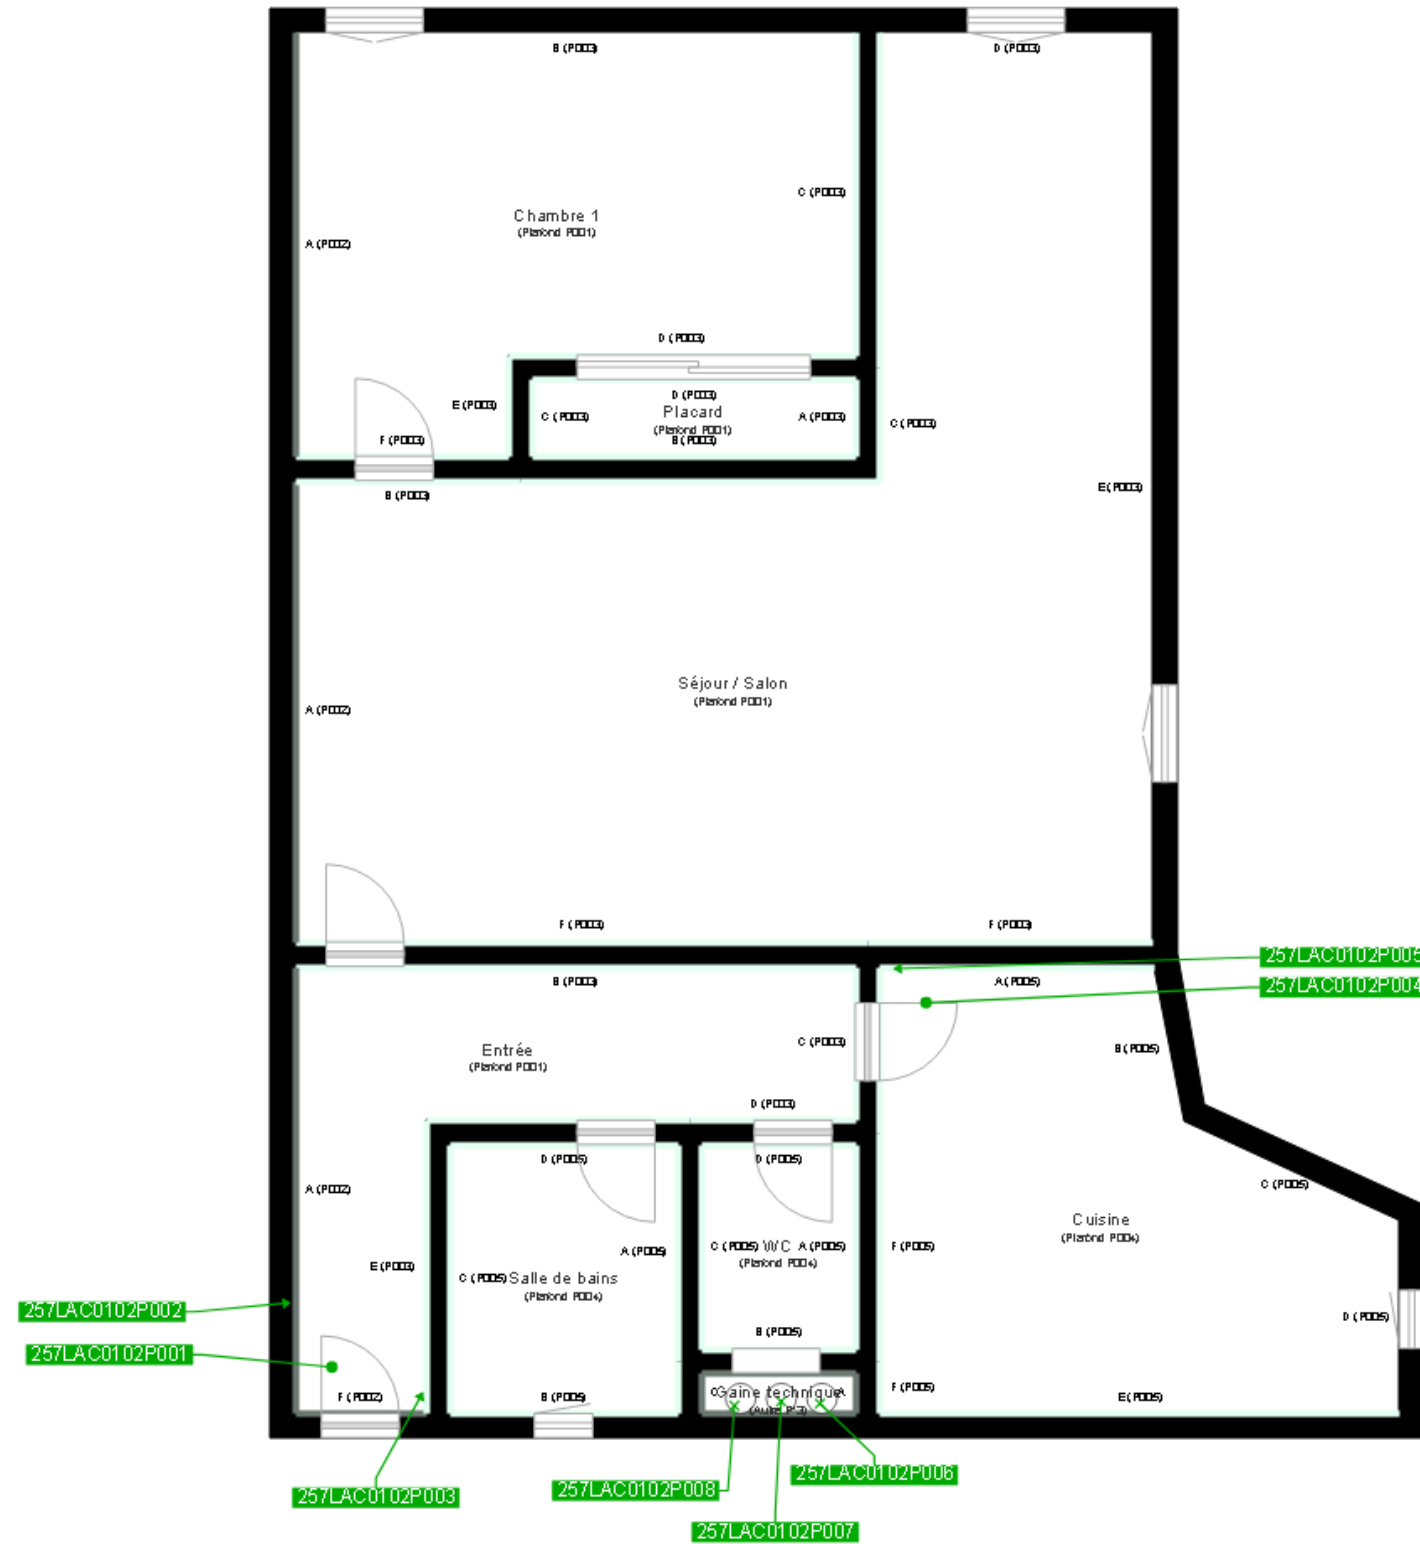 B (P003)
D (P003)
C (P003)
Chambre 1
(Plafond P001)
A (P002)
D (P003)
D (P003)
E (P003)
Placard
C (P003)
A (P003)
(Plafond P001)
B (P003)
C (P003)
F (P003)
E (P003)
B (P003)
Séjour / Salon
(Plafond P001)
A (P002)
F (P003)
F (P003)
257LAC0102P005
257LAC0102P004
B (P003)
A (P005)
C (P003)
Entrée
(Plafond P001)
B (P005)
D (P003)
D (P005)
D (P005)
A (P002)
C (P005)
Cuisine
(Plafond P004)
C (P005)
WC
A (P005)
(Plafond P004)
F (P005)
A (P005)
E (P003)
C (P005)
Salle de bains
(Plafond P004)
257LAC0102P002
D (P005)
B (P005)
257LAC0102P001
F (P005)
F (P002)
B (P005)
C
Gaine technique
A
E (P005)
257LAC0102P006
257LAC0102P008
257LAC0102P003
257LAC0102P007